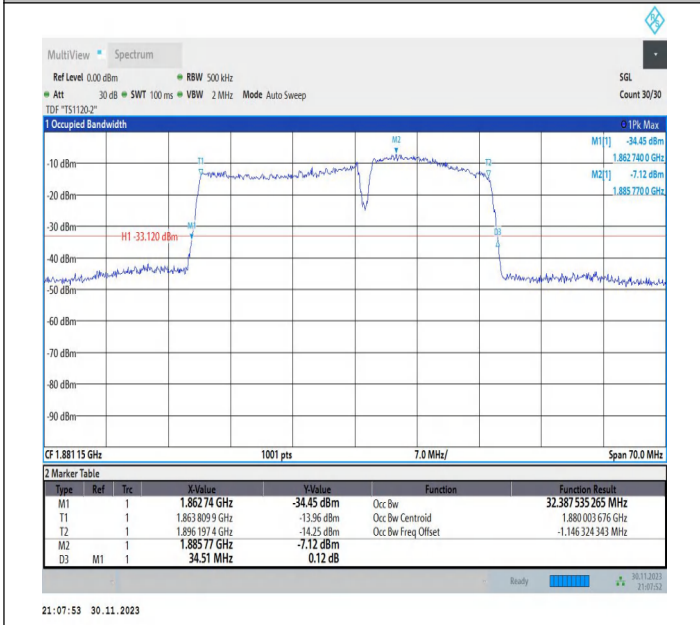 MultiView Spectrum
Ref Level 0.00 dBm RBW 500 kHz SGL
Att 30 dB SWT 100 ms VBW 2 MHz Mode Auto Sweep Count 30/30
TDF "TS1120-2"
1 Occupied Bandwidth 1Pk Max
M1[1] -34.45 dBm
1.862 740 0 GHz
M2[1] -7.12 dBm
1.885 770 0 GHz
M2
T1
T2
-10 dBm
-20 dBm
-30 dBm
M1
D3
H1 -33.120 dBm
-40 dBm
-50 dBm
-60 dBm
-70 dBm
-80 dBm
-90 dBm
CF 1.881 15 GHz 1001 pts 7.0 MHz/ Span 70.0 MHz
2 Marker Table
Type Ref Trc X-Value Y-Value Function Function Result
M1 1 1.862 74 GHz -34.45 dBm Occ Bw 32.387 535 265 MHz
T1 1 1.863 809 9 GHz -13.96 dBm Occ Bw Centroid 1.880 003 676 GHz
T2 1 1.896 197 4 GHz -14.25 dBm Occ Bw Freq Offset -1.146 324 343 MHz
M2 1 1.885 77 GHz -7.12 dBm
D3 M1 1 34.51 MHz 0.12 dB
Ready 30.11.2023
21:07:52
21:07:53 30.11.2023